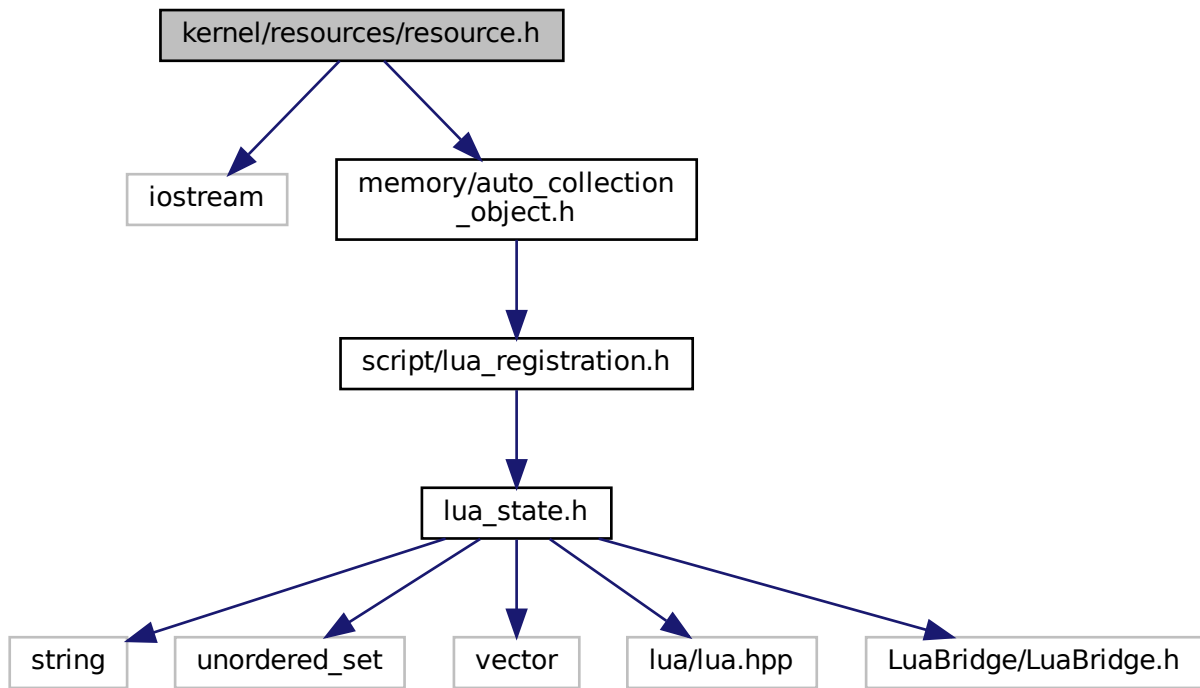 kernel/resources/resource.h
iostream
memory/auto_collection
_object.h
script/lua_registration.h
lua_state.h
string
unordered_set
vector
lua/lua.hpp
LuaBridge/LuaBridge.h